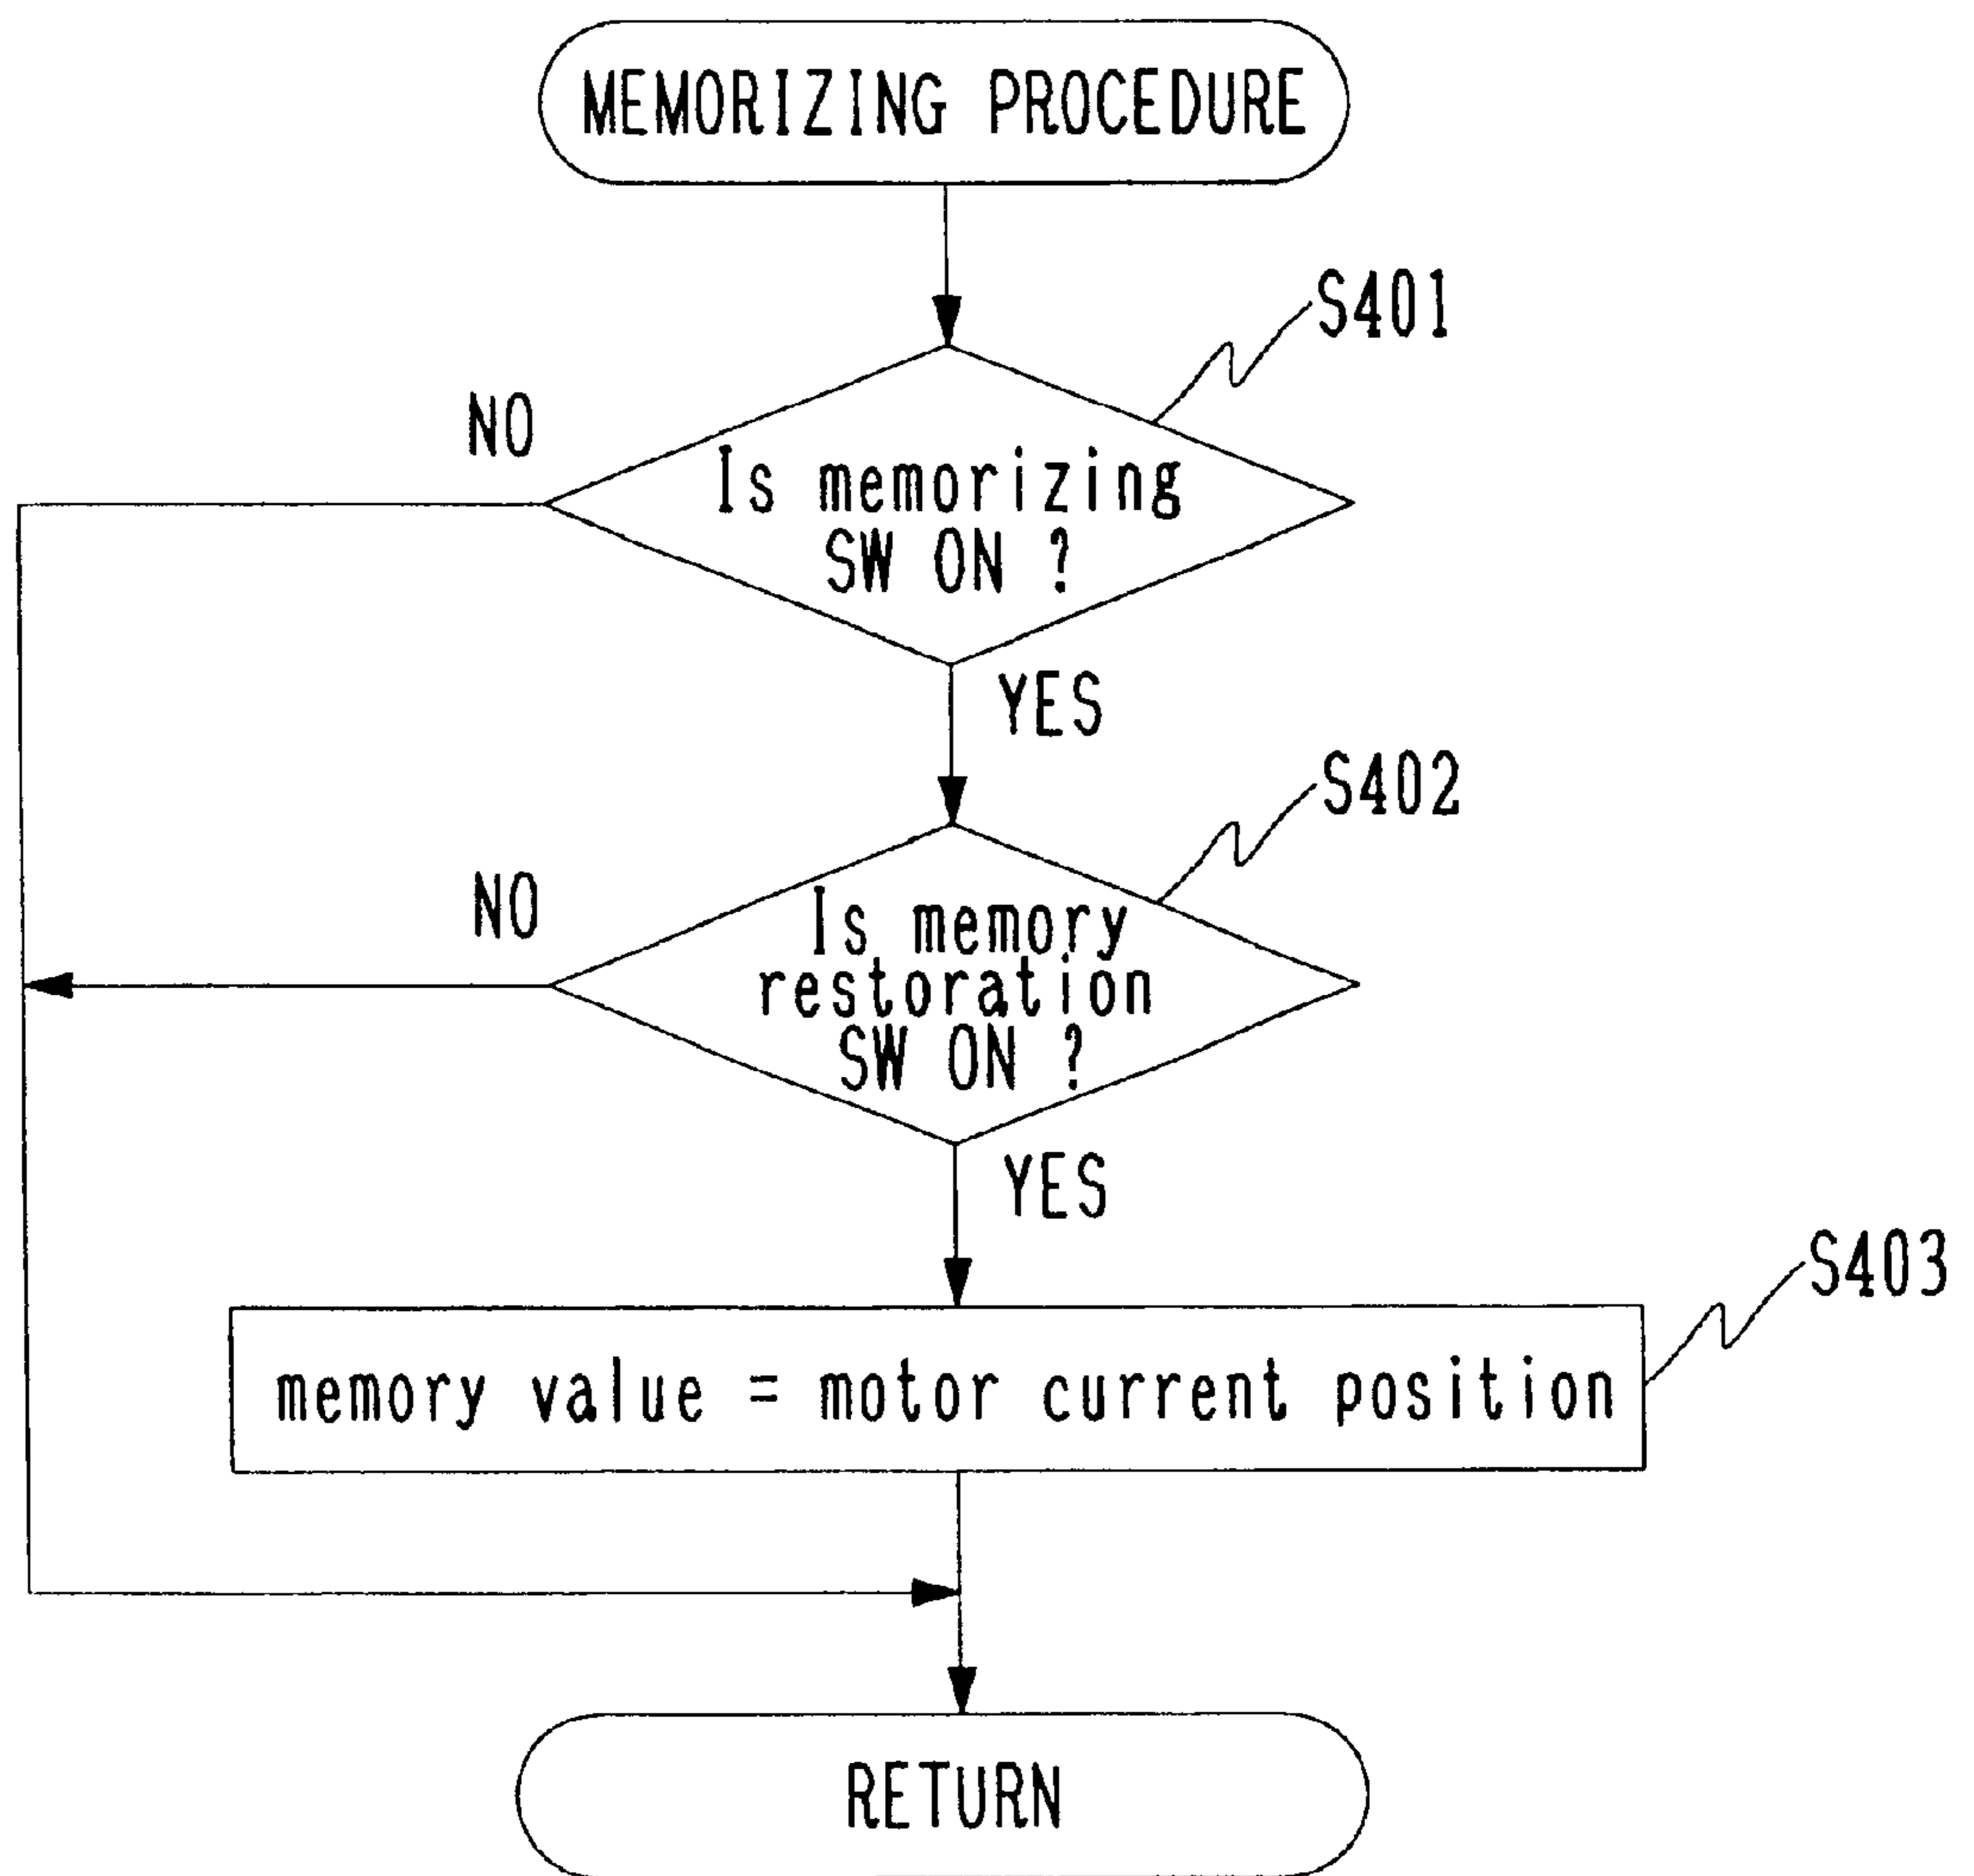 MEMORIZING PROCEDURE
S401
NO
Is memorizing
SW ON ?
YES
S402
NO
Is memory
restoration
SW ON ?
YES
S403
memory value = motor current position
RETURN